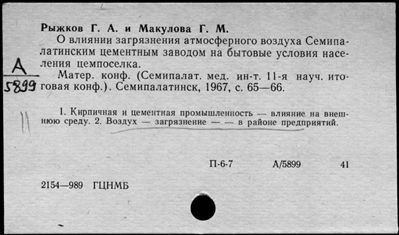 Рыжков Г. А. и Макулова Г. М.
О влиянии загрязнения атмосферного воздуха Семипа-
латинским цементным заводом на бытовые условия насе-
ления цемпоселка.
А
5899
Матер. конф. (Семипалат. мед. ин-т. 11-я науч. ито-
говая конф.). Семипалатинск, 1967, с. 65—66.
1. Кирпичная и цементная промышленность — влияние на внеш-
нюю среду. 2. Воздух — загрязнение — — в районе предприятий.
11
П-6-7 А/5899 41
2154—989 ГЦНМБ